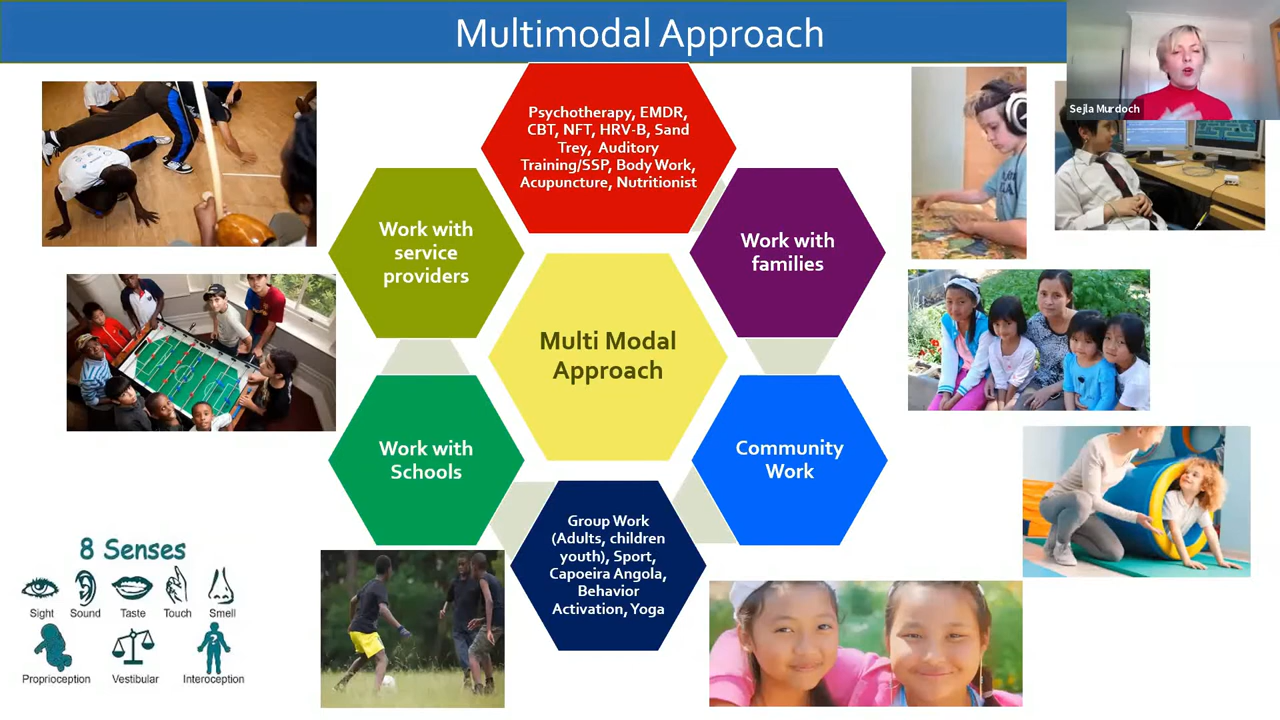 Multimodal Approach
Sejla Murdoch
Psychotherapy, EMDR,
CBT, NFT, HRV-B, Sand
Trey, Auditory
Training/SSP, Body Work,
Acupuncture, Nutritionist
Work with
service
providers
Work with
families
Multi Modal
Approach
Work with
Schools
Community
Work
Group Work
(Adults, children
youth), Sport,
Capoeira Angola,
Behavior
Activation, Yoga
8 Senses
Sight Sound Taste Touch Smell
Proprioception Vestibular Interoception